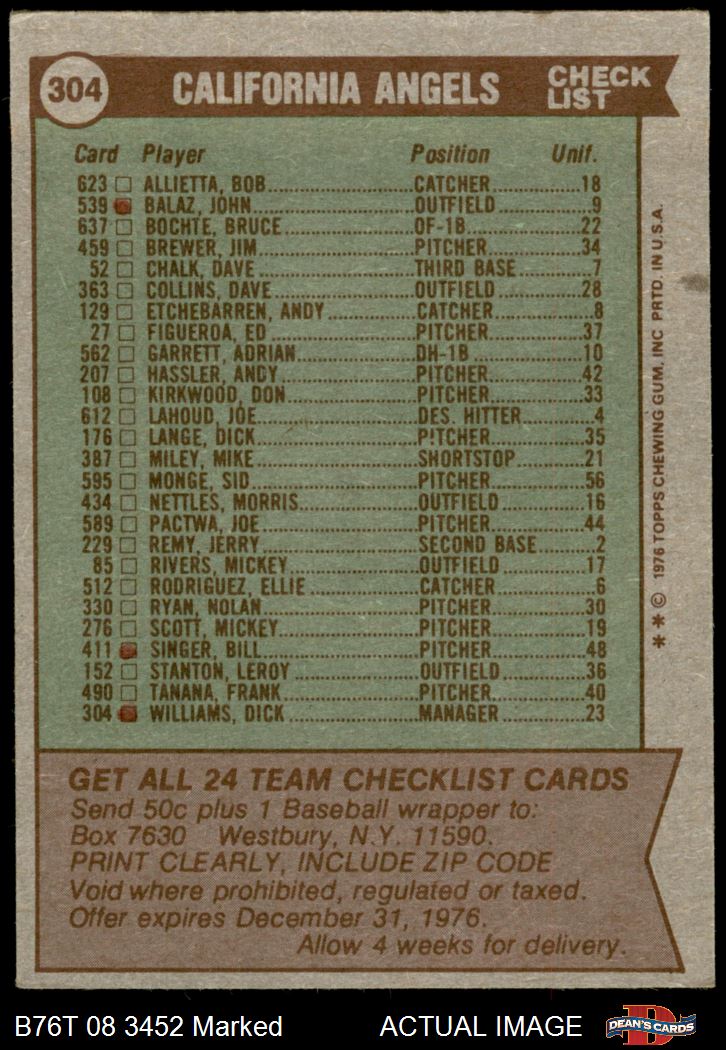 304 CALIFORNIA ANGELS CHECK LIST
Card Player Position Unif.
623 ALLIETTA, BOB CATCHER 18
539 BALAZ, JOHN OUTFIELD 9
637 BOCHTE, BRUCE OF-1B 22
459 BREWER, JIM PITCHER 34
52 CHALK, DAVE THIRD BASE 7
363 COLLINS, DAVE OUTFIELD 28
129 ETCHEBARREN, ANDY CATCHER 8
27 FIGUEROA, ED PITCHER 37
562 GARRETT, ADRIAN DH-1B 10
207 HASSLER, ANDY PITCHER 42
108 KIRKWOOD, DON PITCHER 33
612 LAHOUD, JOE DES. HITTER 4
176 LANGE, DICK PITCHER 35
387 MILEY, MIKE SHORTSTOP 21
595 MONGE, SID PITCHER 56
434 NETTLES, MORRIS OUTFIELD 16
589 PACTWA, JOE PITCHER 44
229 REMY, JERRY SECOND BASE 2
85 RIVERS, MICKEY OUTFIELD 17
512 RODRIGUEZ, ELLIE CATCHER 6
330 RYAN, NOLAN PITCHER 30
276 SCOTT, MICKEY PITCHER 19
411 SINGER, BILL PITCHER 48
152 STANTON, LEROY OUTFIELD 36
490 TANANA, FRANK PITCHER 40
304 WILLIAMS, DICK MANAGER 23
**© 1976 TOPPS CHEWING GUM, INC PRTD. IN U.S.A.
GET ALL 24 TEAM CHECKLIST CARDS
Send 50c plus 1 Baseball wrapper to:
Box 7630 Westbury, N.Y. 11590.
PRINT CLEARLY, INCLUDE ZIP CODE
Void where prohibited, regulated or taxed.
Offer expires December 31, 1976.
Allow 4 weeks for delivery.
B76T 08 3452 Marked ACTUAL IMAGE
D
DEAN'S CARDS